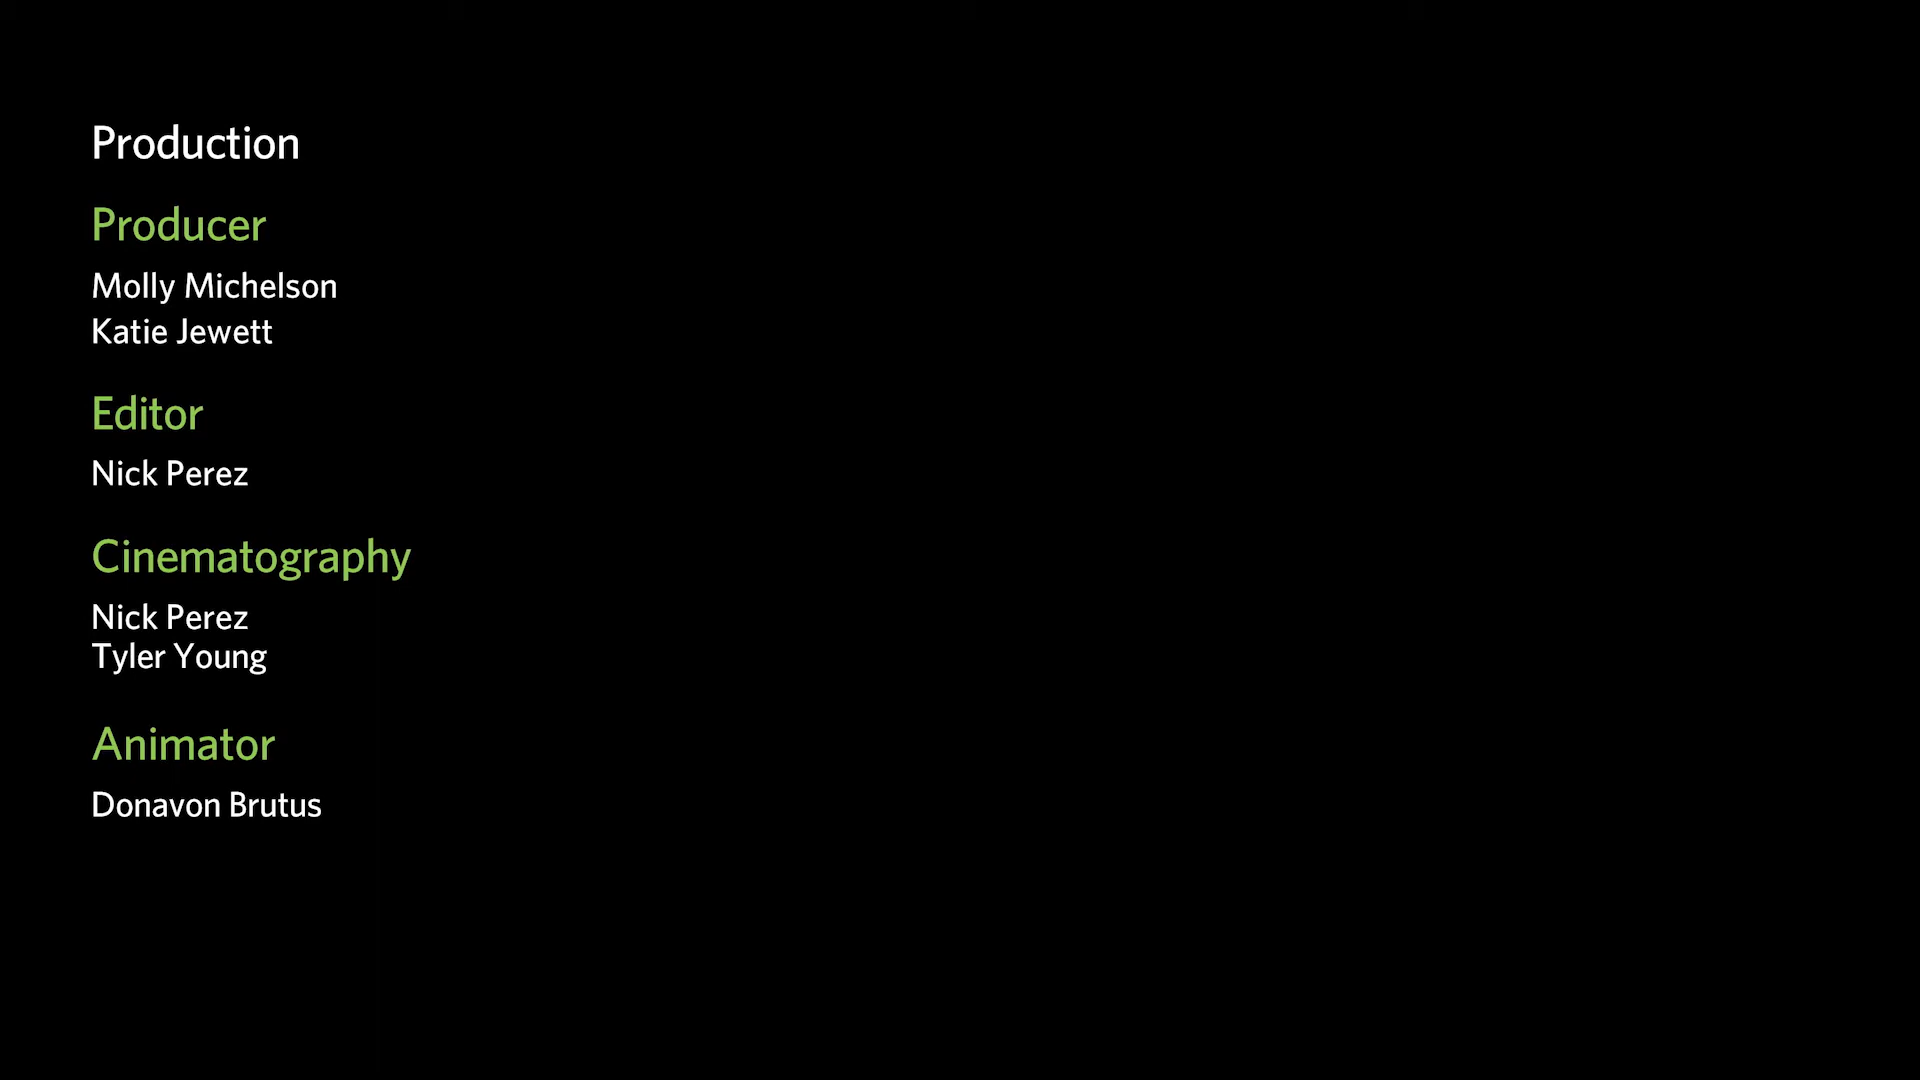 Production
Producer
Molly Michelson
Katie Jewett
Editor
Nick Perez
Cinematography
Nick Perez
Tyler Young
Animator
Donavon Brutus